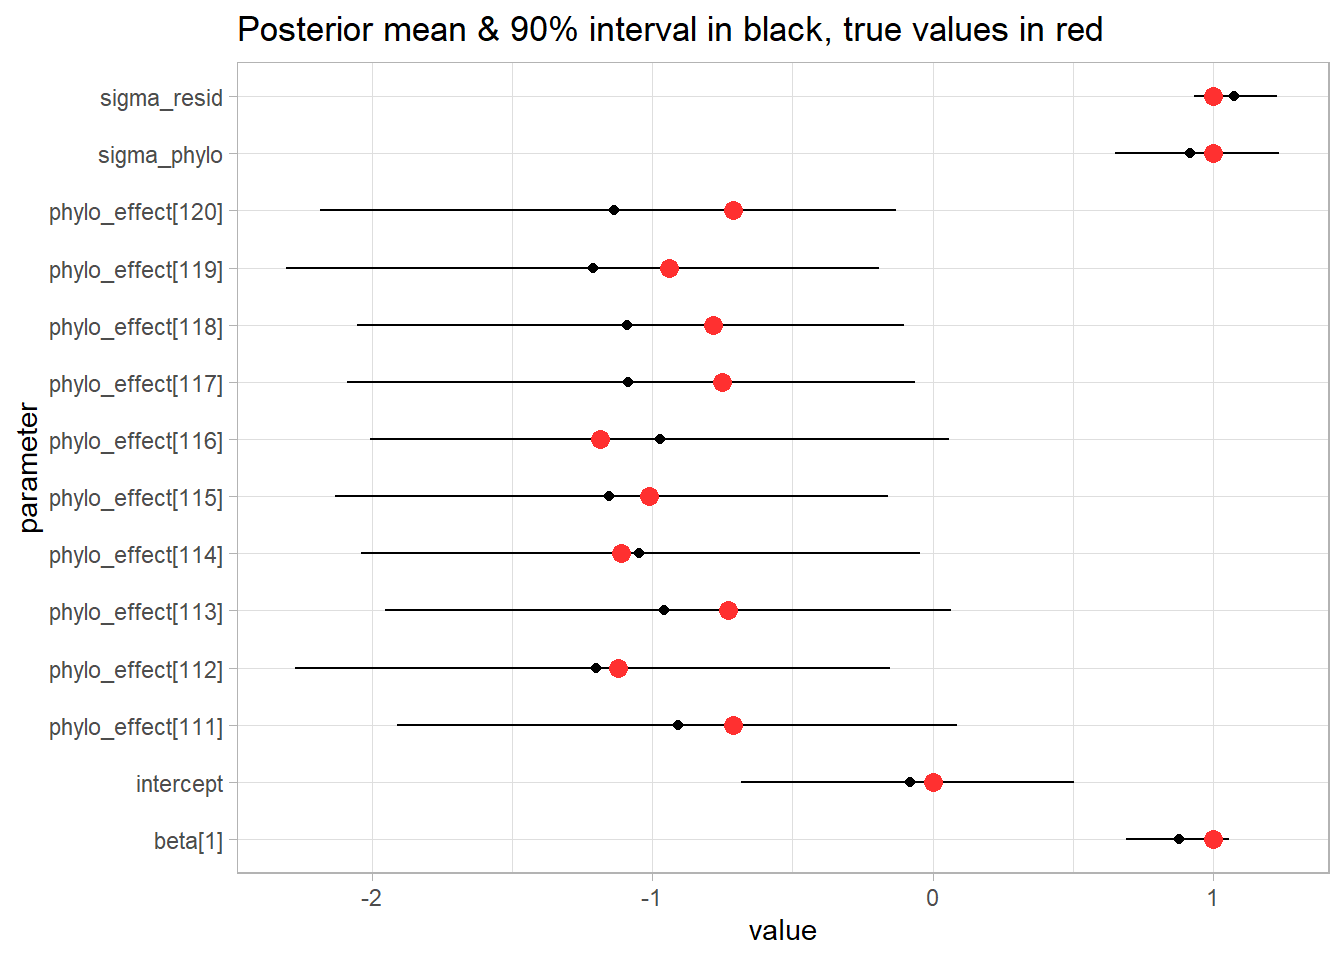 Posterior mean & 90% interval in black, true values in red
sigma_resid
sigma_phylo
phylo_effect[120]
phylo_effect[119]
phylo_effect[118]
phylo_effect[117]
phylo_effect[116]
phylo_effect[115]
phylo_effect[114]
phylo_effect[113]
phylo_effect[112]
phylo_effect[111]
intercept
beta[1]
parameter
-2 -1 0 1
value